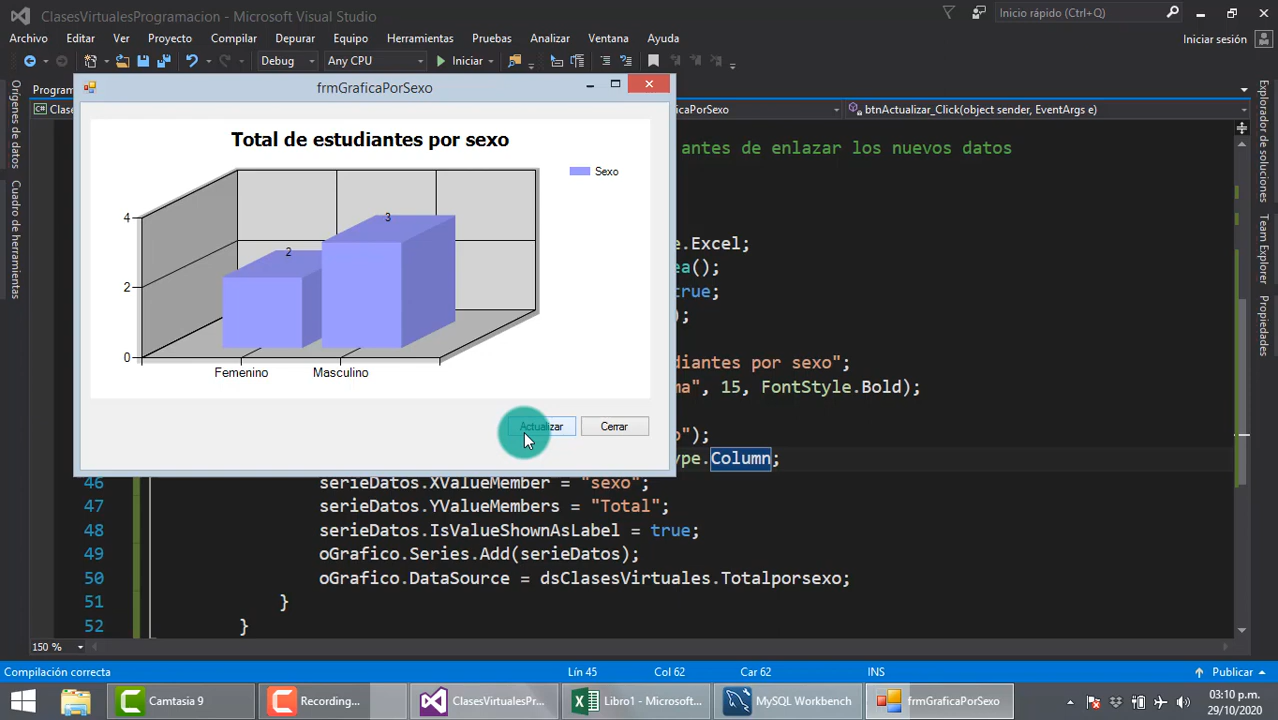 ClasesVirtualesProgramacion - Microsoft Visual Studio
Inicio rápido (Ctrl+Q)
Archivo Editar Ver Proyecto Compilar Depurar Equipo Herramientas Pruebas Analizar Ventana Ayuda
Iniciar sesión
Debug Any CPU Iniciar
Orígenes de datos
Cuadro de herramientas
Explorador de soluciones
Team Explorer
Propiedades
frmGraficaPorSexo
Total de estudiantes por sexo
Sexo
4
3
2
2
0
Femenino Masculino
Actualizar Cerrar
Program
Clase
raficaPorSexo
btnActualizar_Click(object sender, EventArgs e)
antes de enlazar los nuevos datos
e.Excel;
ea();
true;
);
diantes por sexo";
ma", 15, FontStyle.Bold);
o");
ype.Column;
46 serieDatos.XValueMember = "sexo";
47 serieDatos.YValueMembers = "Total";
48 serieDatos.IsValueShownAsLabel = true;
49 oGrafico.Series.Add(serieDatos);
50 oGrafico.DataSource = dsClasesVirtuales.Totalporsexo;
51 }
52 }
150 %
Compilación correcta Lín 45 Col 62 Car 62 INS Publicar
Camtasia 9
Recording...
ClasesVirtualesPr...
Libro1 - Microsoft...
MySQL Workbench
frmGraficaPorSexo
03:10 p.m.
29/10/2020